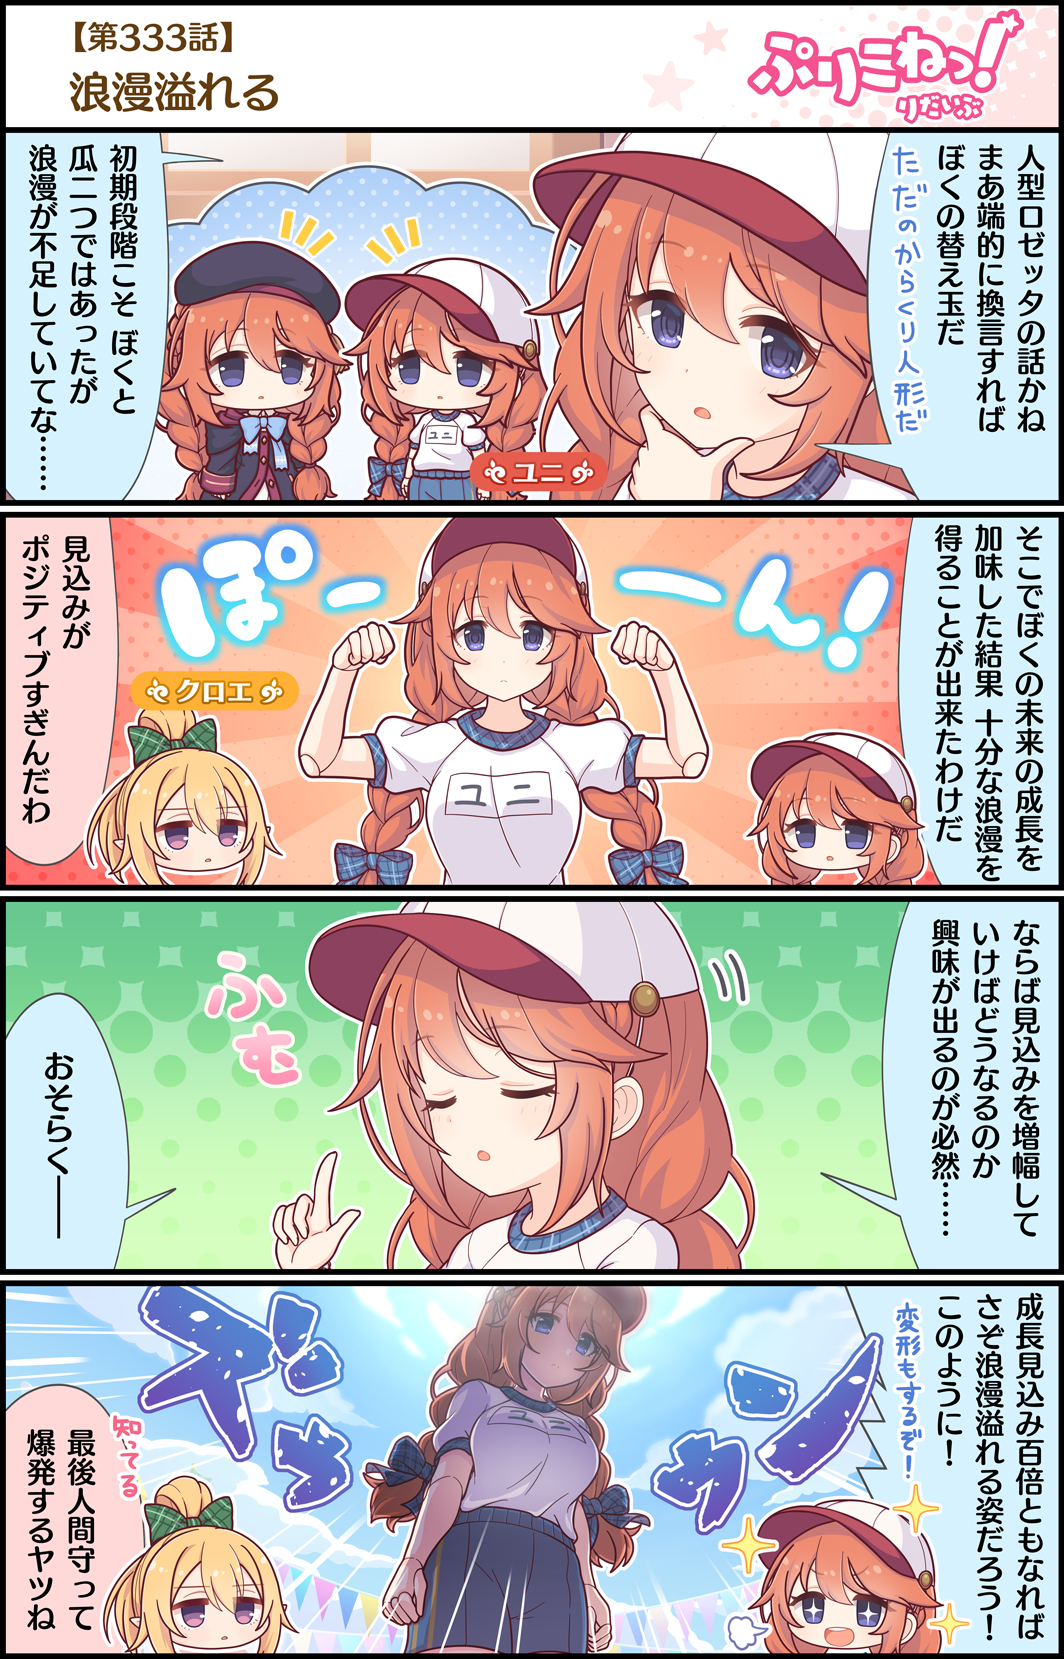 【第333話】
浪漫溢れる
ぷりこねっ!
りだいぶ
人型ロゼッタの話かね
まあ端的に換言すれば
ぼくの替え玉だ
ただのからくり人形だ
初期段階こそ ぼくと
瓜二つではあったが
浪漫が不足していてな……
ユニ
ユニ
そこでぼくの未来の成長を
加味した結果 十分な浪漫を
得ることが出来たわけだ
ぽーーん!
ユニ
クロエ
見込みが
ポジティブすぎんだわ
ならば見込みを増幅して
いけばどうなるのか
興味が出るのが必然……
ふむ
おそらく――
成長見込み百倍ともなれば
さぞ浪漫溢れる姿だろう!
このように!
変形もするぞ!
ズゥゥン
ユニ
知ってる
最後人間守って
爆発するヤツね